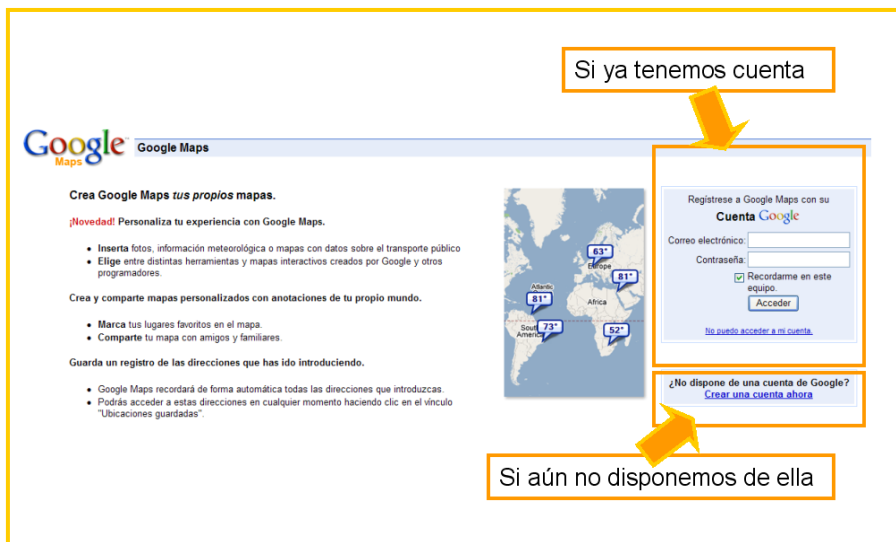 Si ya tenemos cuenta
Google Maps
Google Maps
Crea Google Maps tus propios mapas.
¡Novedad! Personaliza tu experiencia con Google Maps.
Inserta fotos, información meteorológica o mapas con datos sobre el transporte público
Elige entre distintas herramientas y mapas interactivos creados por Google y otros
programadores.
Crea y comparte mapas personalizados con anotaciones de tu propio mundo.
Marca tus lugares favoritos en el mapa.
Comparte tu mapa con amigos y familiares.
Guarda un registro de las direcciones que has ido introduciendo.
Google Maps recordará de forma automática todas las direcciones que introduzcas.
Podrás acceder a estas direcciones en cualquier momento haciendo clic en el vínculo
"Ubicaciones guardadas".
63°
Europe
81°
Atlantic
81°
Africa
South
America
73°
52°
Regístrese a Google Maps con su
Cuenta Google
Correo electrónico:
Contraseña:
Recordarme en este
equipo.
Acceder
No puedo acceder a mi cuenta.
¿No dispone de una cuenta de Google?
Crear una cuenta ahora
Si aún no disponemos de ella